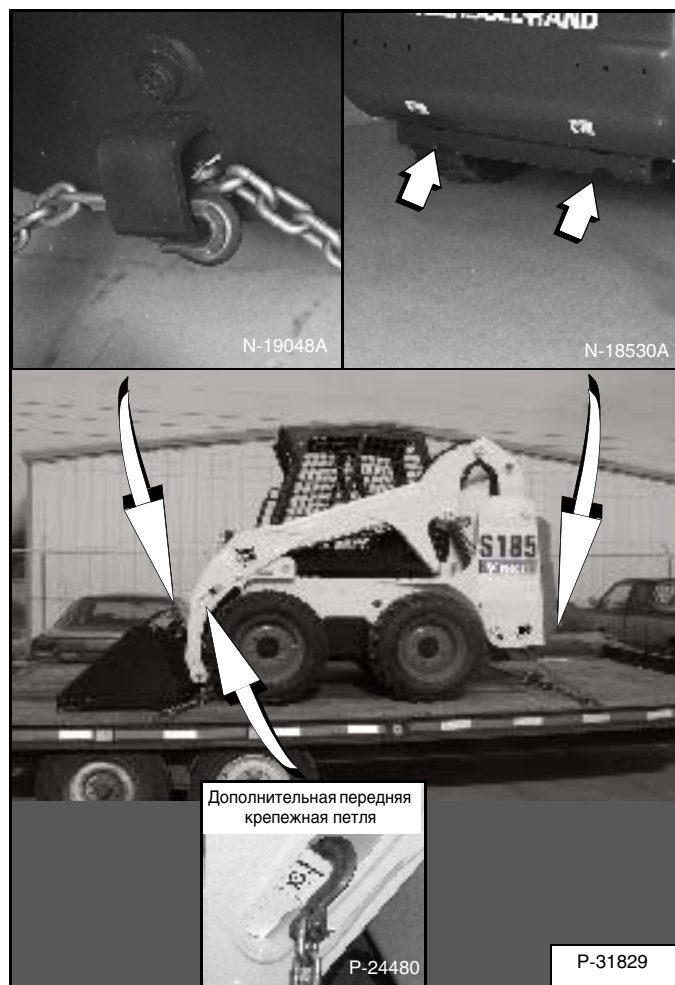 N-19048A
N-18530A
S185
Дополнительная передняя
крепежная петля
P-24480
P-31829